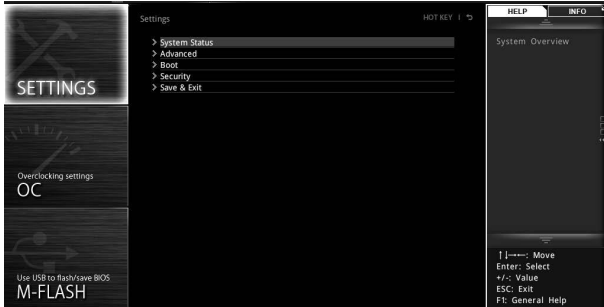 Settings
HOT KEY
> System Status
> Advanced
> Boot
> Security
> Save & Exit
SETTINGS
Overclocking settings
OC
Use USB to flash/save BIOS
M-FLASH
HELP
INFO
System Overview
↑↓→←: Move
Enter: Select
+/-: Value
ESC: Exit
F1: General Help